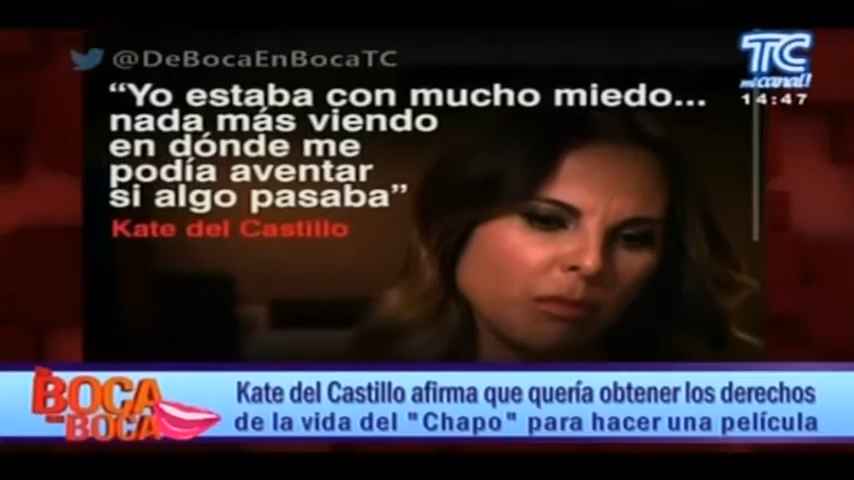 @DeBocaEnBocaTC
TC
mi canal!
14:47
“Yo estaba con mucho miedo...
nada más viendo
en dónde me
podía aventar
si algo pasaba”
Kate del Castillo
DE BOCA
EN BOCA
Kate del Castillo afirma que quería obtener los derechos
de la vida del "Chapo" para hacer una película